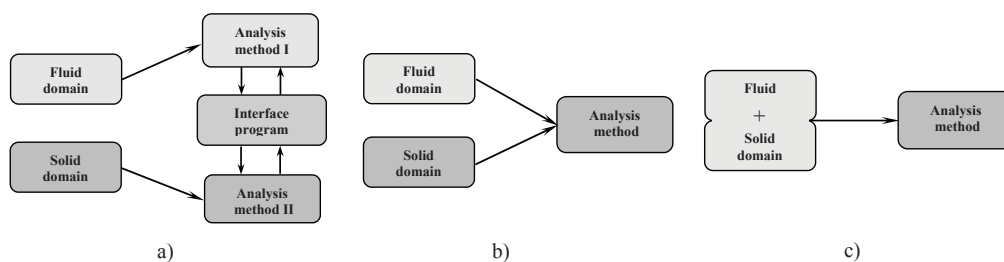 Fluid
domain
Solid
domain
Analysis
method I
Interface
program
Analysis
method II
a)
Fluid
domain
Solid
domain
Analysis
method
b)
Fluid
+
Solid
domain
Analysis
method
c)